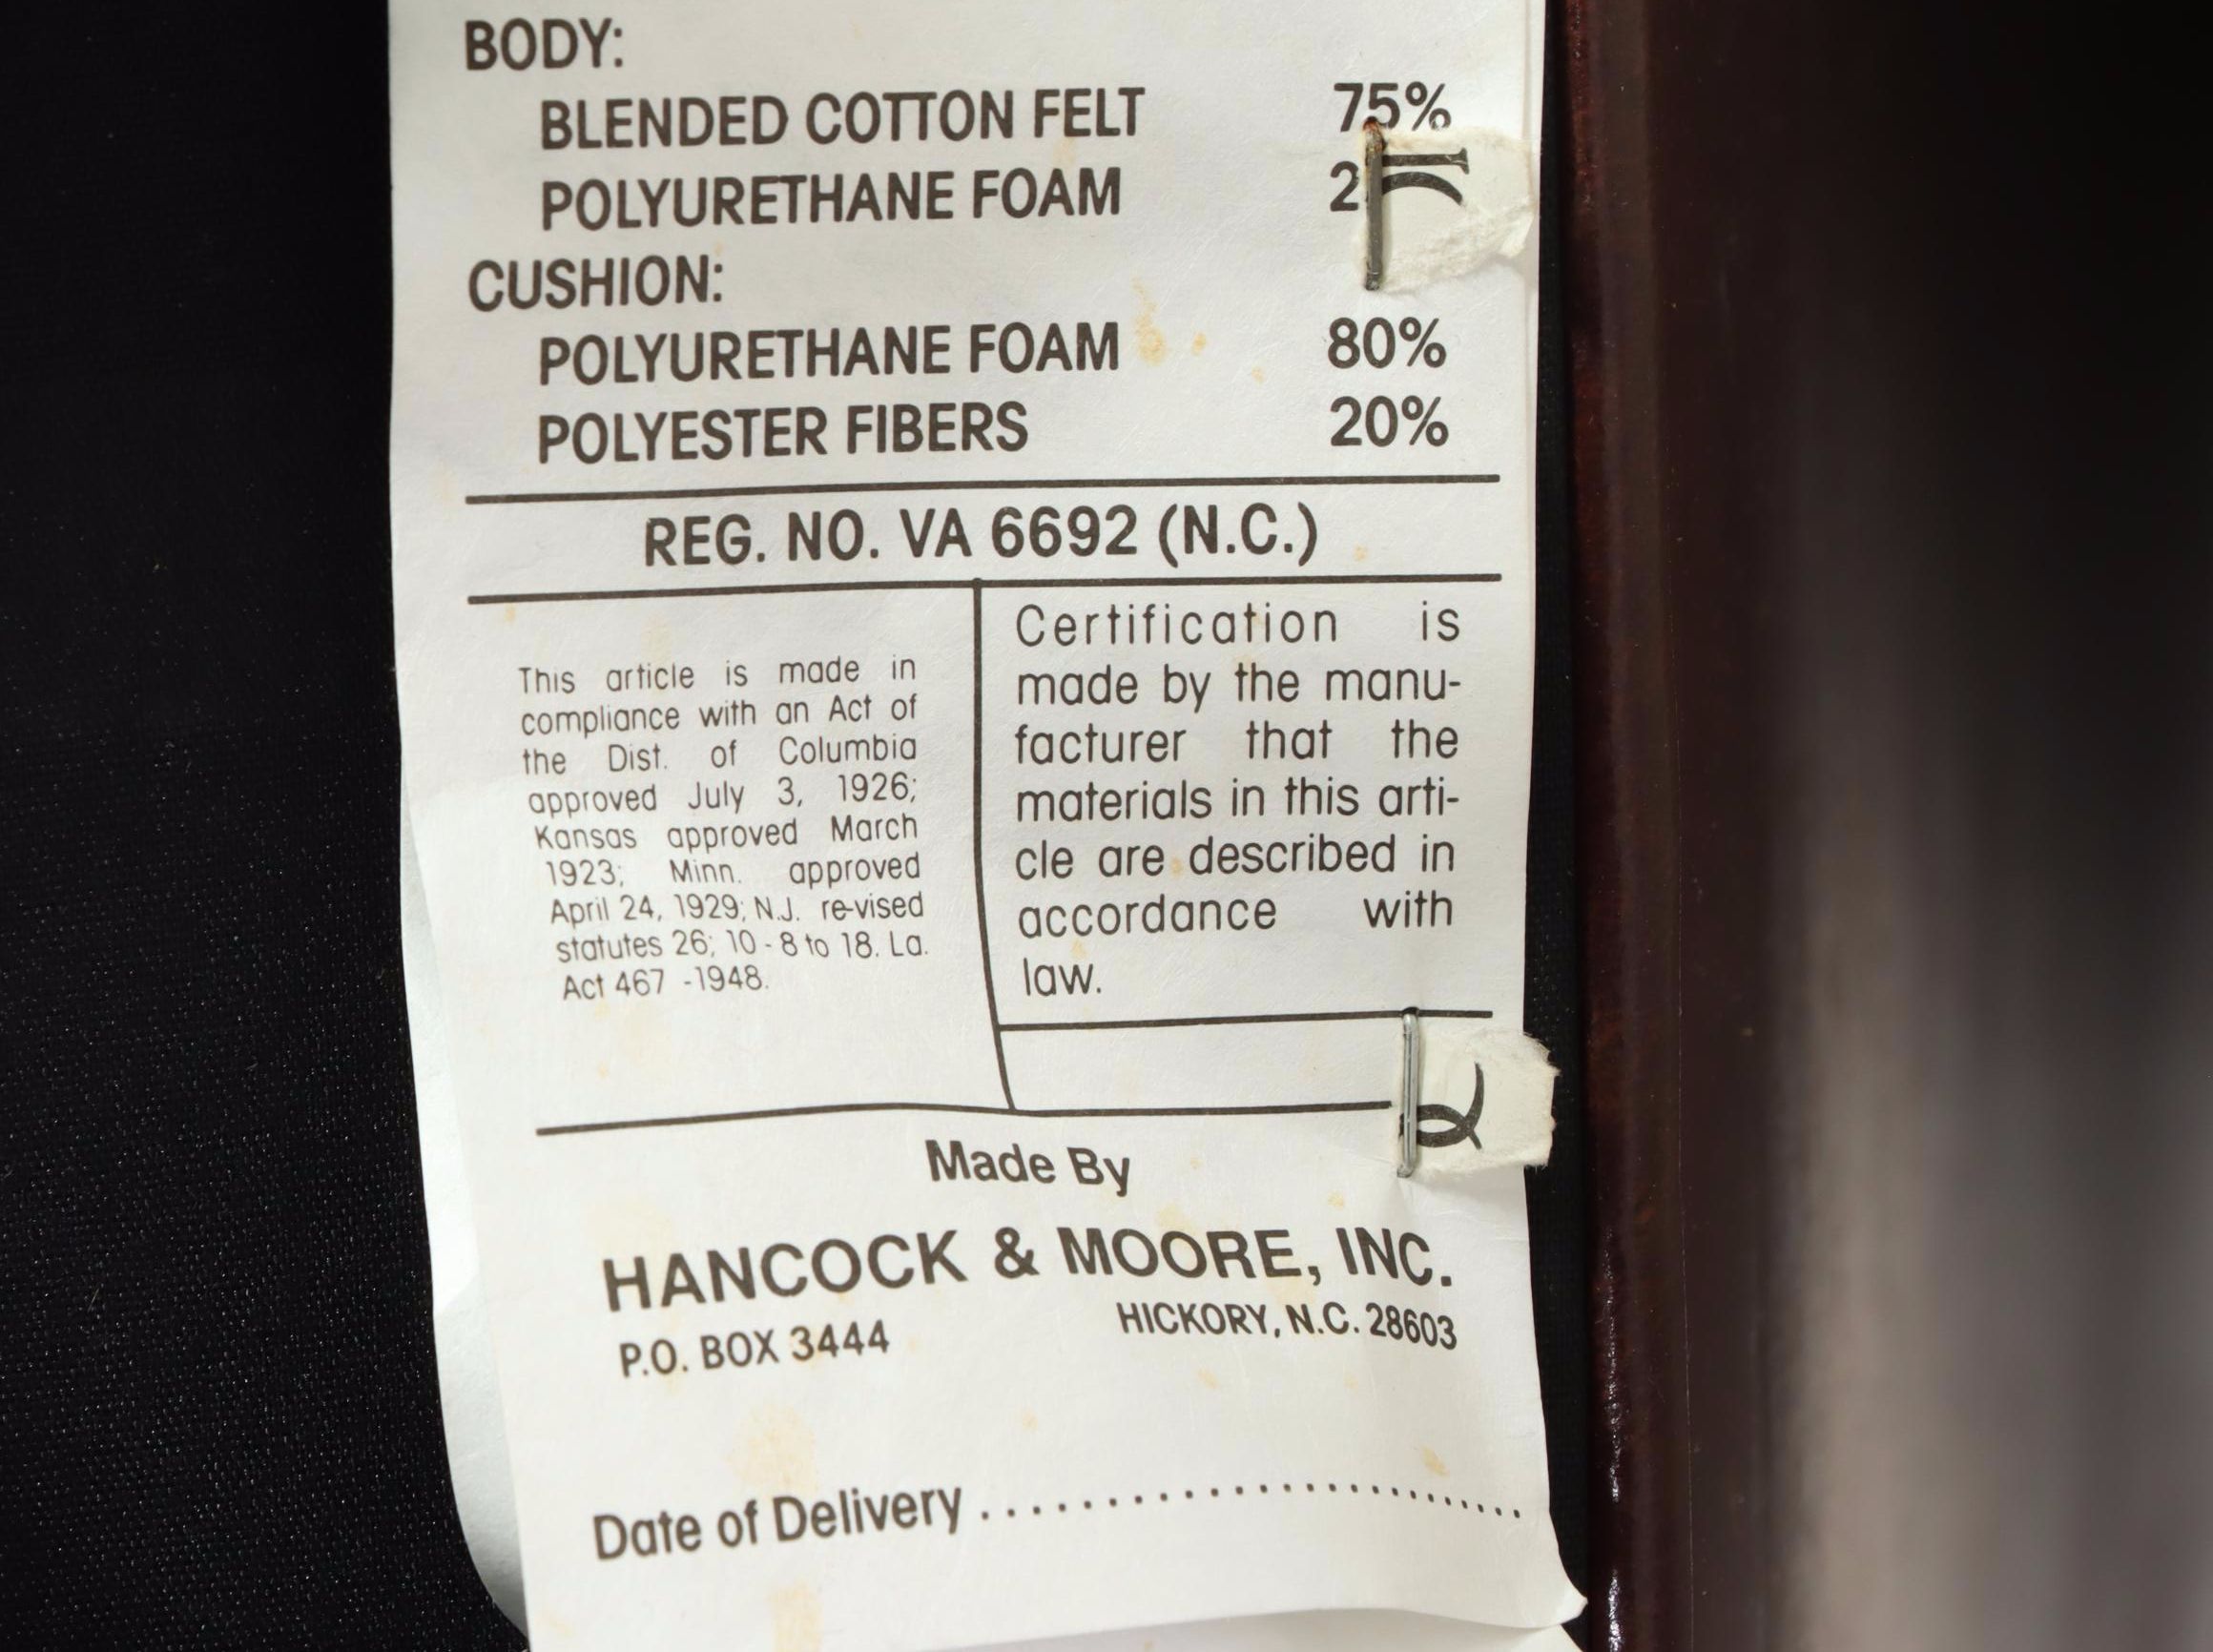 BODY:
BLENDED COTTON FELT 75%
POLYURETHANE FOAM
CUSHION:
POLYURETHANE FOAM 80%
POLYESTER FIBERS 20%
REG. NO. VA 6692 (N.C.)
This article is made in
compliance with an Act of
the Dist. of Columbia
approved July 3, 1926;
Kansas approved March
1923; Minn. approved
April 24, 1929; N.J. re-vised
statutes 26; 10 - 8 to 18. La.
Act 467 -1948.
Certification is
made by the manu-
facturer that the
materials in this arti-
cle are described in
accordance with
law.
Made By
HANCOCK & MOORE, INC.
P.O. BOX 3444 HICKORY, N.C. 28603
Date of Delivery ..............................